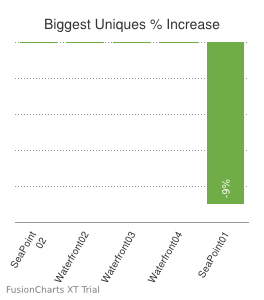 Biggest Uniques % Increase
-9%
SeaPoint
02
Waterfront02
Waterfront03
Waterfront04
SeaPoint01
FusionCharts XT Trial